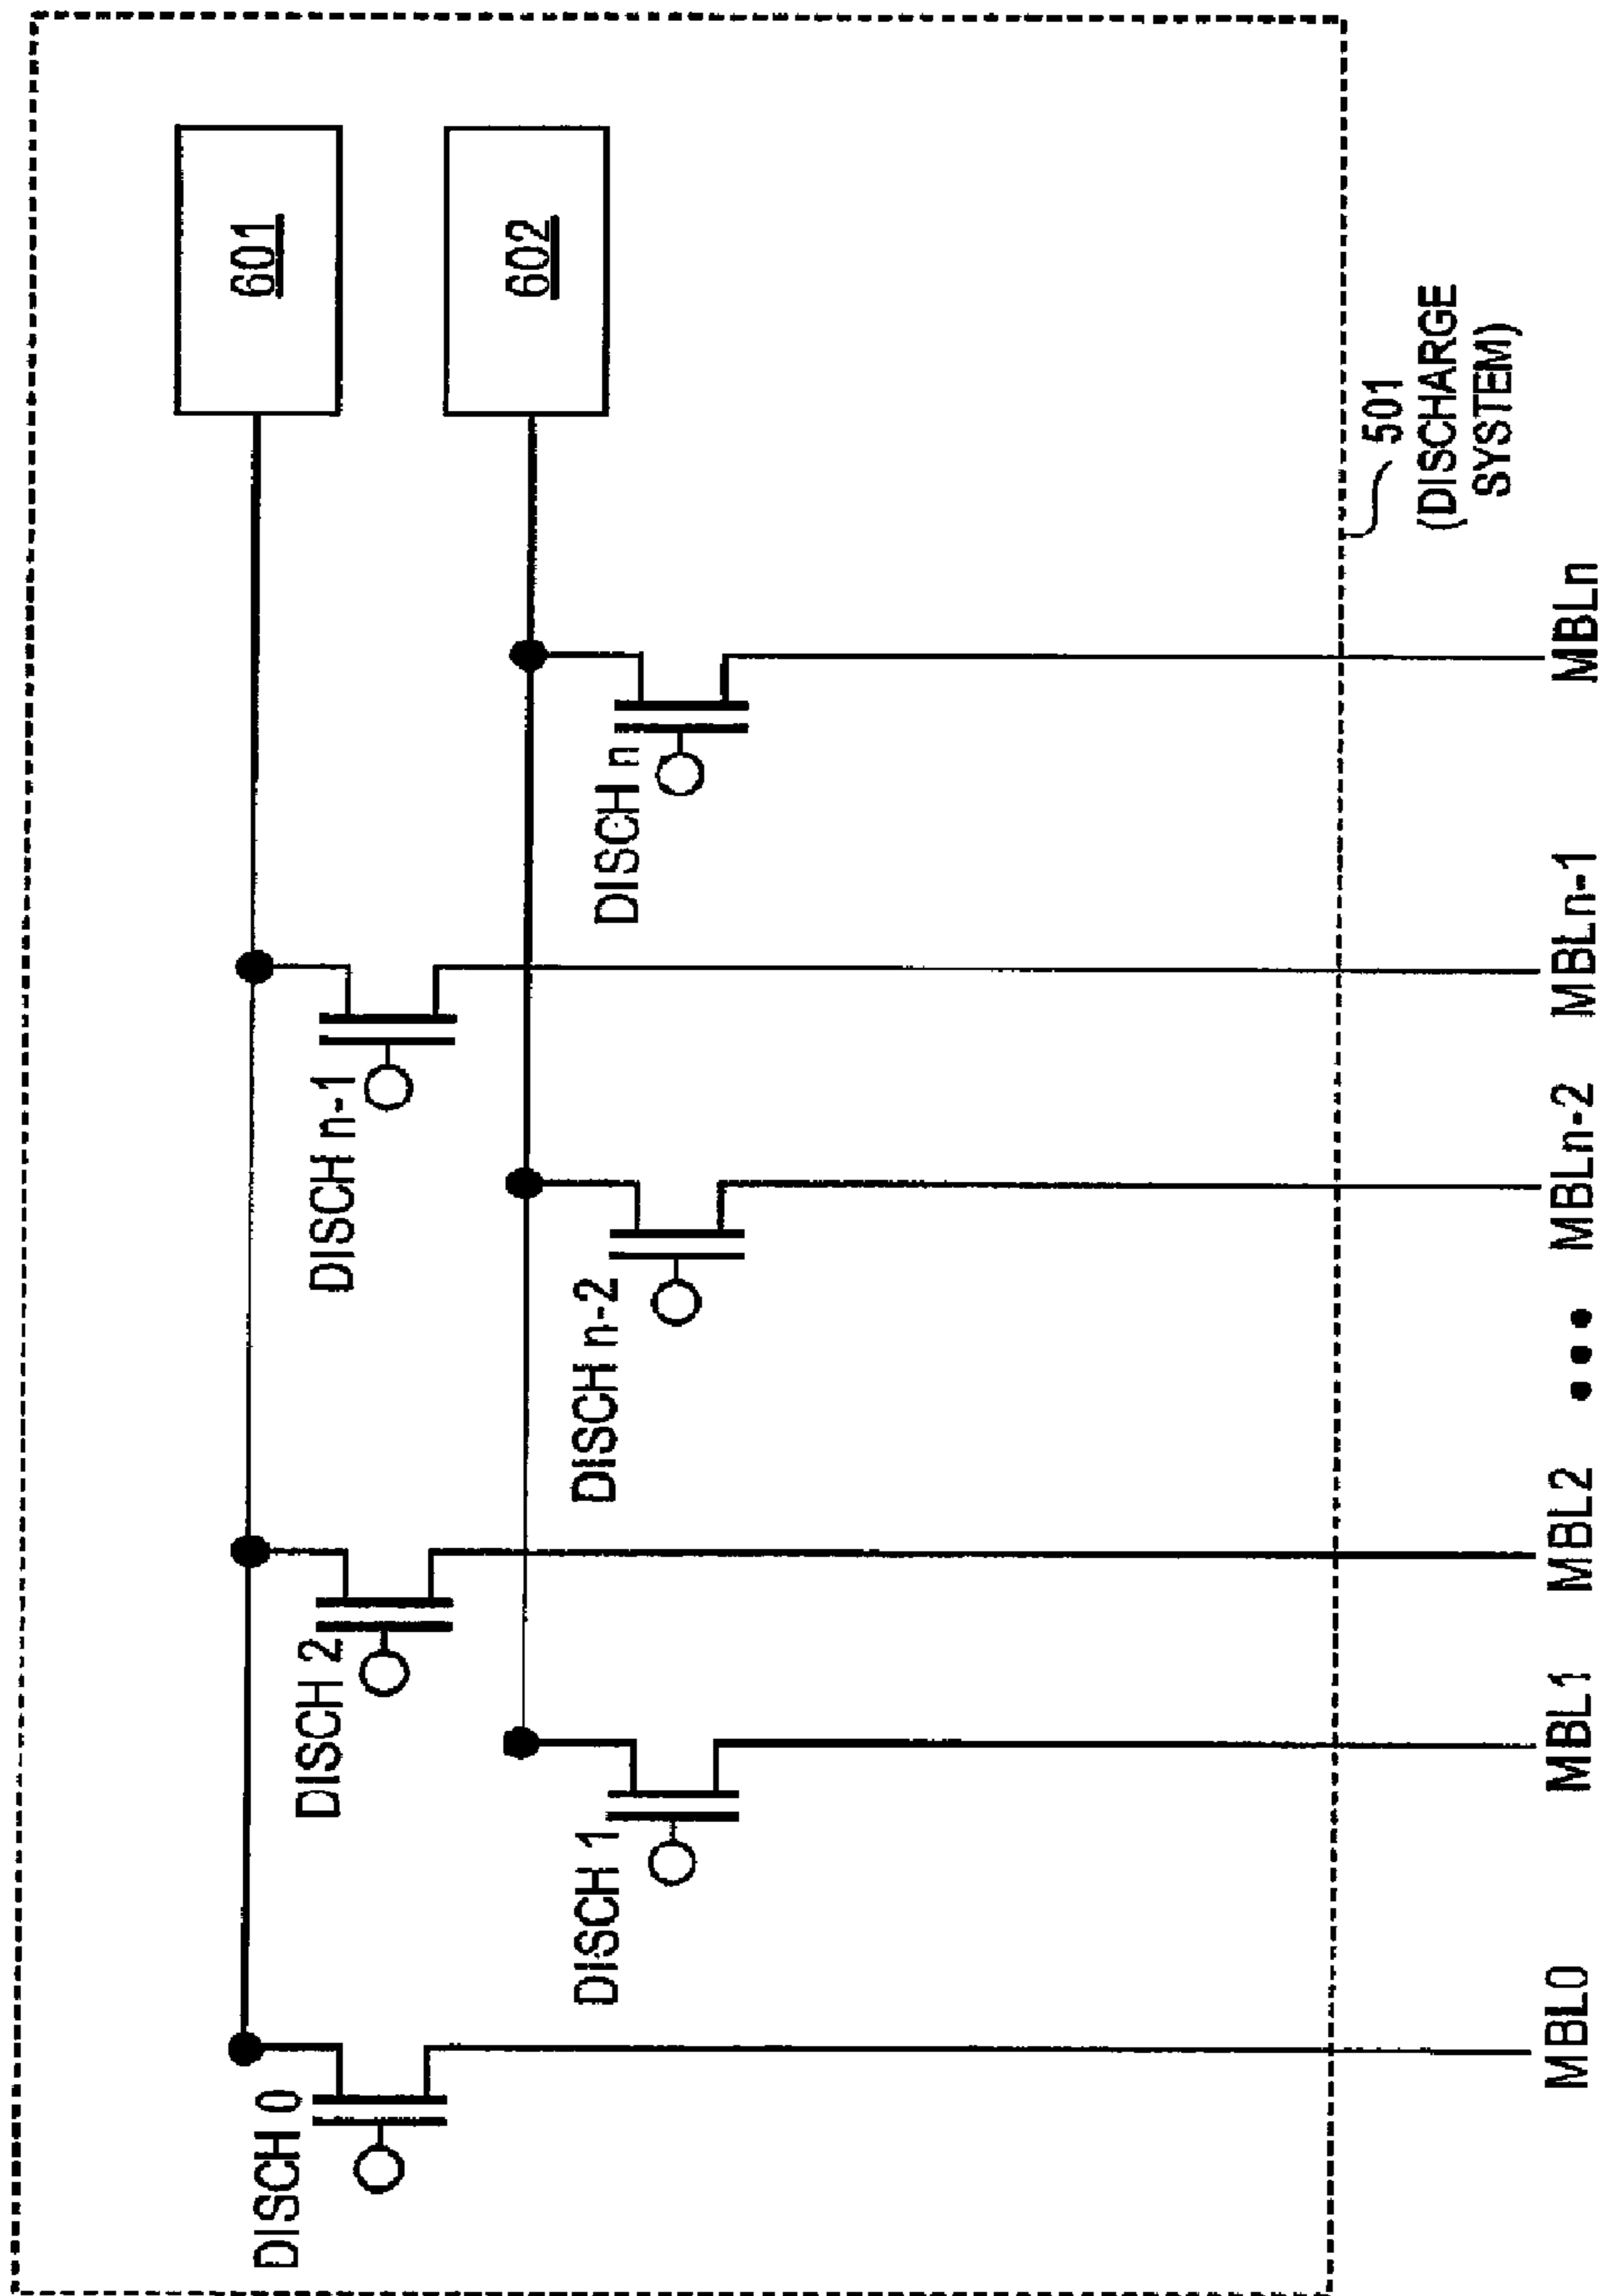 601
602
DISCH 0
DISCH 2
DISCH n-1
DISCH 1
DISCH n-2
DISCH n
501
(DISCHARGE
SYSTEM)
MBL0
MBL1
MBL2
•••
MBLn-2
MBLn-1
MBLn